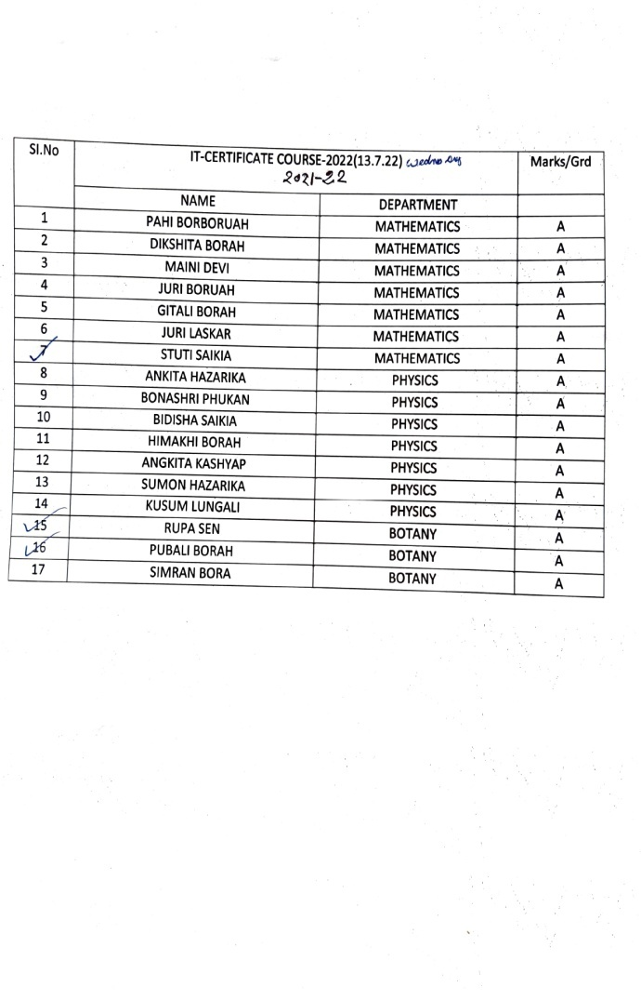 Sl.No IT-CERTIFICATE COURSE-2022(13.7.22) Marks/Grd
2021-22
NAME DEPARTMENT
1 PAHI BORBORUAH MATHEMATICS A
2 DIKSHITA BORAH MATHEMATICS A
3 MAINI DEVI MATHEMATICS A
4 JURI BORUAH MATHEMATICS A
5 GITALI BORAH MATHEMATICS A
6 JURI LASKAR MATHEMATICS A
7 STUTI SAIKIA MATHEMATICS A
8 ANKITA HAZARIKA PHYSICS A
9 BONASHRI PHUKAN PHYSICS A
10 BIDISHA SAIKIA PHYSICS A
11 HIMAKHI BORAH PHYSICS A
12 ANGKITA KASHYAP PHYSICS A
13 SUMON HAZARIKA PHYSICS A
14 KUSUM LUNGALI PHYSICS A
15 RUPA SEN BOTANY A
16 PUBALI BORAH BOTANY A
17 SIMRAN BORA BOTANY A